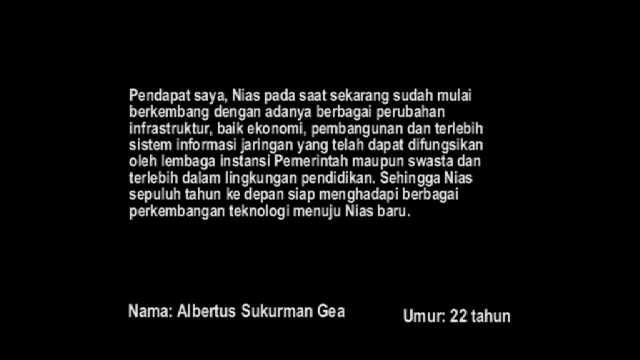 Pendapat saya, Nias pada saat sekarang sudah mulai
berkembang dengan adanya berbagai perubahan
infrastruktur, baik ekonomi, pembangunan dan terlebih
sistem informasi jaringan yang telah dapat difungsikan
oleh lembaga instansi Pemerintah maupun swasta dan
terlebih dalam lingkungan pendidikan. Sehingga Nias
sepuluh tahun ke depan siap menghadapi berbagai
perkembangan teknologi menuju Nias baru.
Nama: Albertus Sukurman Gea
Umur: 22 tahun